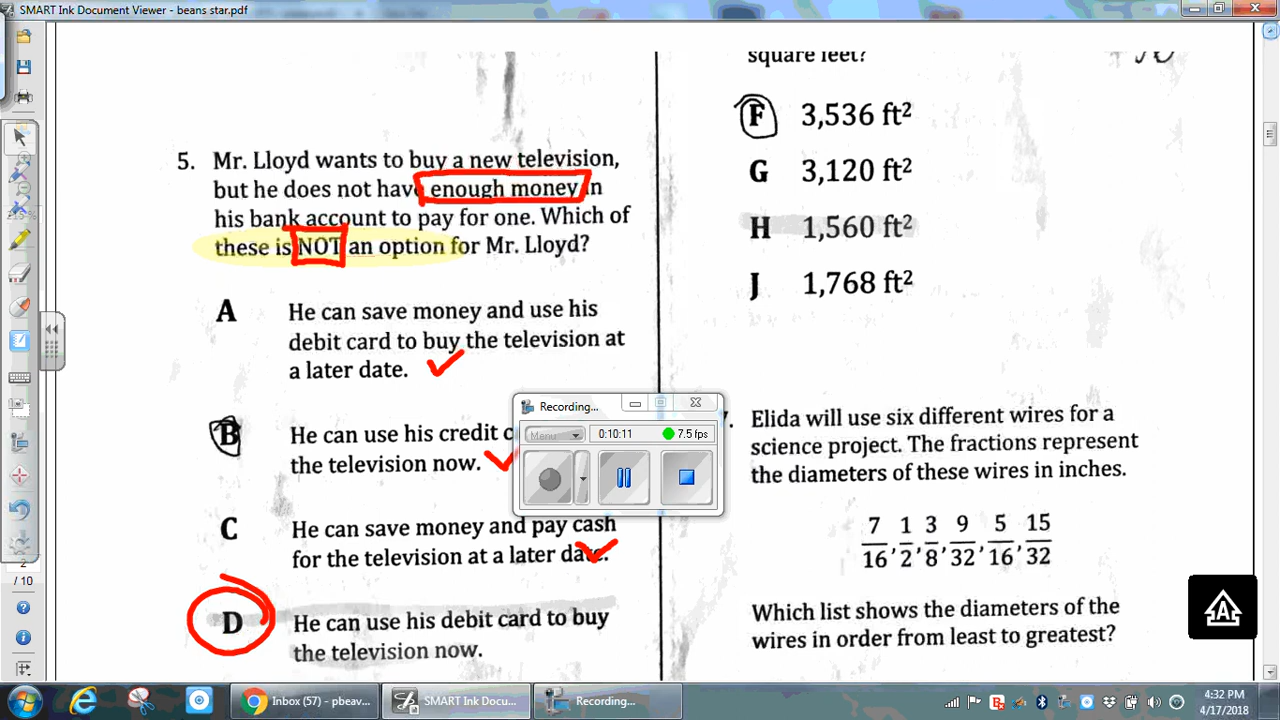 SMART Ink Document Viewer - beans star.pdf
5. Mr. Lloyd wants to buy a new television,
but he does not have enough money in
his bank account to pay for one. Which of
these is NOT an option for Mr. Lloyd?
A He can save money and use his
debit card to buy the television at
a later date.
B He can use his credit
the television now.
C He can save money and pay cash
for the television at a later date.
D He can use his debit card to buy
the television now.
square feet?
F 3,536 ft²
G 3,120 ft²
H 1,560 ft²
J 1,768 ft²
Elida will use six different wires for a
science project. The fractions represent
the diameters of these wires in inches.
7/16, 1/2, 3/8, 9/32, 5/16, 15/32
Which list shows the diameters of the
wires in order from least to greatest?
Recording...
Menu 0:10:11 7.5 fps
2
/ 10
A
Inbox (57) - pbeav...
SMART Ink Docu...
Recording...
4:32 PM
4/17/2018